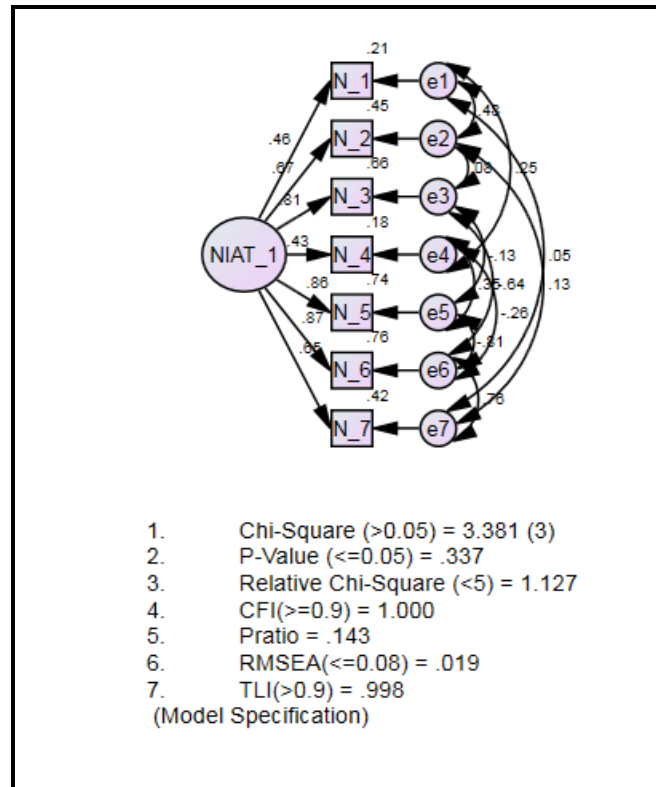 .21
N_1
e1
.46
.45
.48
N_2
e2
.67
.66
.08
.25
N_3
e3
.81
.18
NIAT_1
.43
N_4
e4
-.13
.05
.74
.35
-.64
.13
.86
N_5
e5
-.26
.87
.76
N_6
e6
-.81
.65
.42
.76
N_7
e7
1. Chi-Square (>0.05) = 3.381 (3)
2. P-Value (<=0.05) = .337
3. Relative Chi-Square (<5) = 1.127
4. CFI(>=0.9) = 1.000
5. Pratio = .143
6. RMSEA(<=0.08) = .019
7. TLI(>0.9) = .998
(Model Specification)